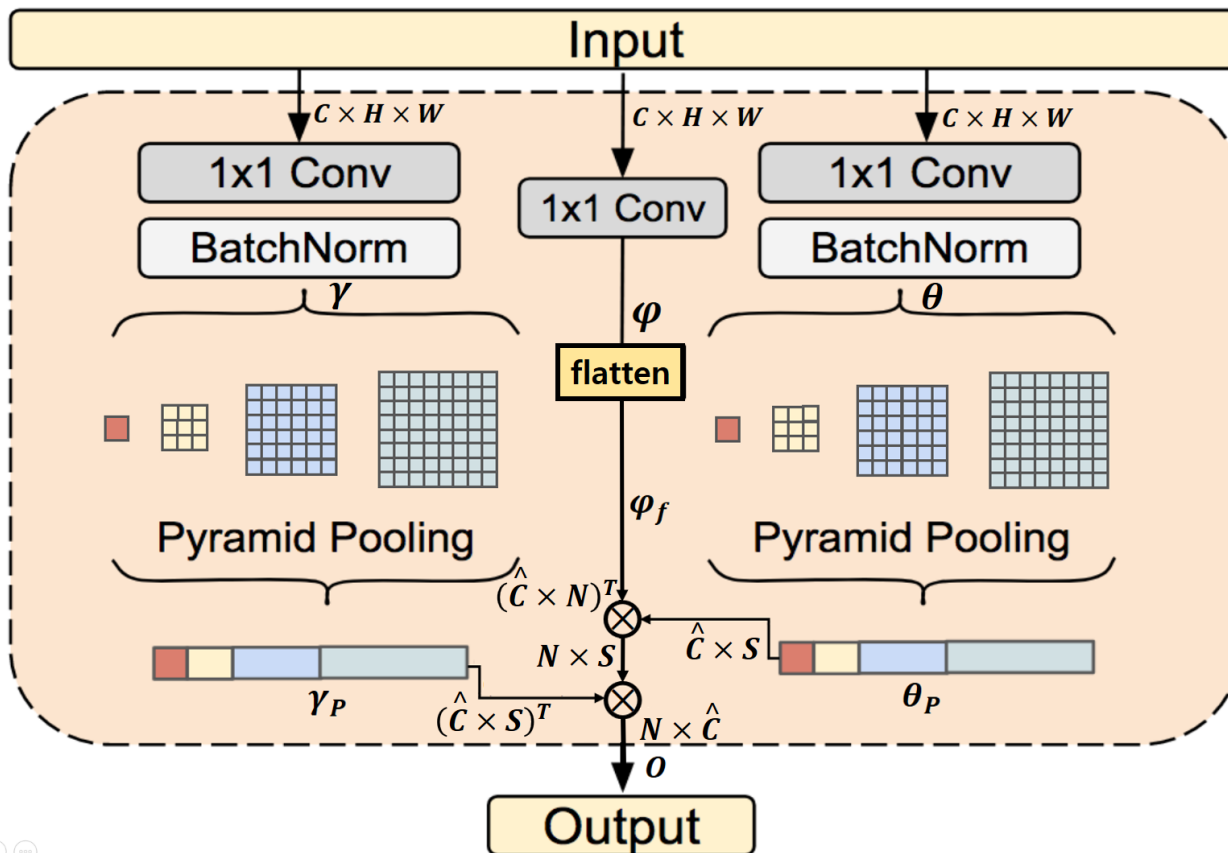 Input
C × H × W
C × H × W
C × H × W
1x1 Conv
1x1 Conv
1x1 Conv
BatchNorm
BatchNorm
γ
φ
θ
flatten
φ_f
Pyramid Pooling
Pyramid Pooling
(Ĉ × N)^T
Ĉ × S
N × S
γ_P
θ_P
(Ĉ × S)^T
N × Ĉ
O
Output